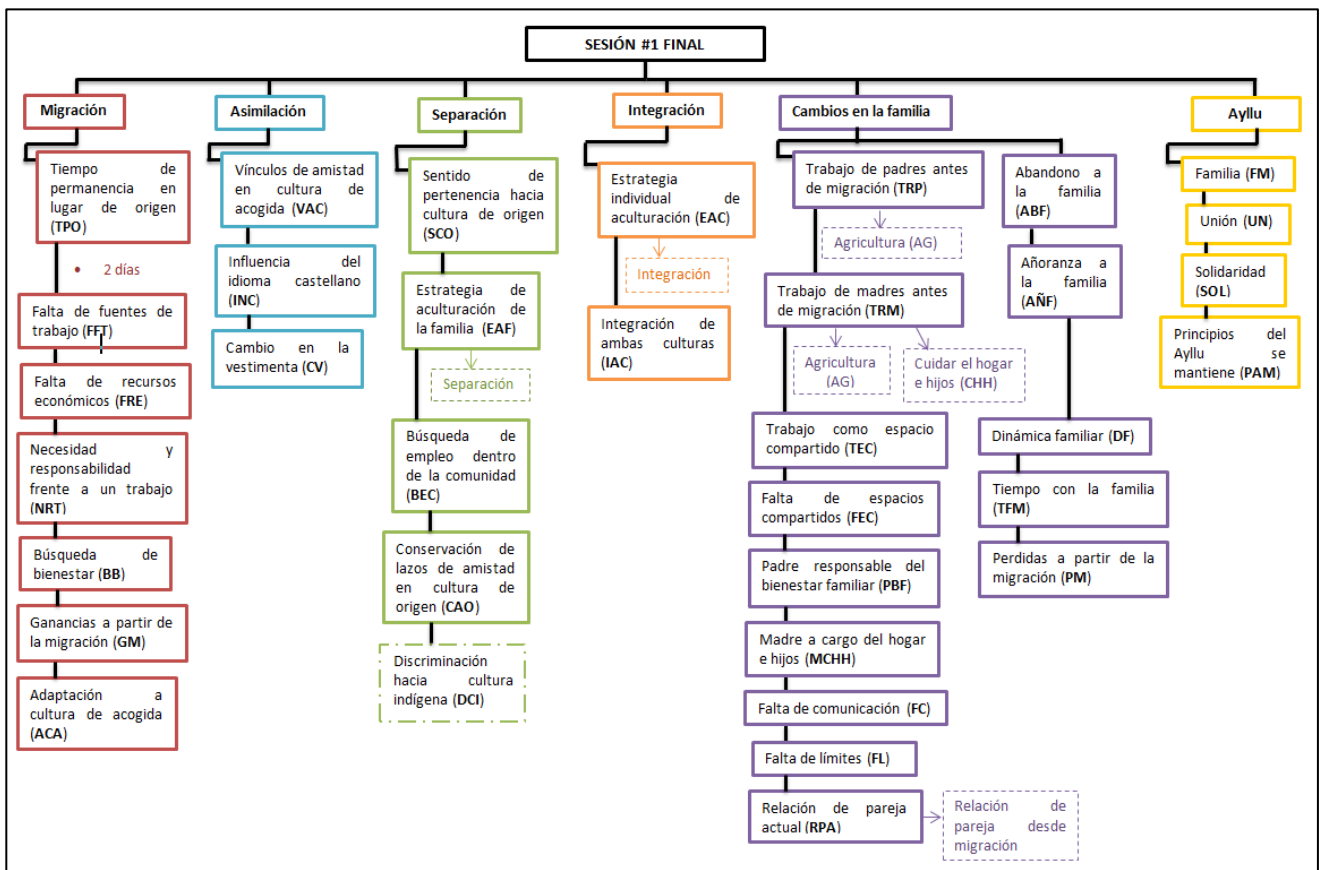 SESIÓN #1 FINAL
Migración
Tiempo de
permanencia en
lugar de origen
(TPO)
• 2 días
Falta de fuentes de
trabajo (FFT)
Falta de recursos
económicos (FRE)
Necesidad y
responsabilidad
frente a un trabajo
(NRT)
Búsqueda de
bienestar (BB)
Ganancias a partir de
la migración (GM)
Adaptación a
cultura de acogida
(ACA)
Asimilación
Vínculos de amistad
en cultura de
acogida (VAC)
Influencia del
idioma castellano
(INC)
Cambio en la
vestimenta (CV)
Separación
Sentido de
pertenencia hacia
cultura de origen
(SCO)
Estrategia de
aculturación de
la familia (EAF)
Separación
Búsqueda de
empleo dentro
de la comunidad
(BEC)
Conservación de
lazos de amistad
en cultura de
origen (CAO)
Discriminación
hacia cultura
indígena (DCI)
Integración
Estrategia
individual de
aculturación (EAC)
Integración
Integración de
ambas culturas
(IAC)
Cambios en la familia
Trabajo de padres antes
de migración (TRP)
Agricultura (AG)
Trabajo de madres antes
de migración (TRM)
Agricultura
(AG)
Cuidar el hogar
e hijos (CHH)
Trabajo como espacio
compartido (TEC)
Falta de espacios
compartidos (FEC)
Padre responsable del
bienestar familiar (PBF)
Madre a cargo del hogar
e hijos (MCHH)
Falta de comunicación (FC)
Falta de límites (FL)
Relación de pareja
actual (RPA)
Relación de
pareja desde
migración
Abandono a
la familia
(ABF)
Añoranza a
la familia
(AÑF)
Dinámica familiar (DF)
Tiempo con la familia
(TFM)
Perdidas a partir de la
migración (PM)
Ayllu
Familia (FM)
Unión (UN)
Solidaridad
(SOL)
Principios del
Ayllu se
mantiene (PAM)